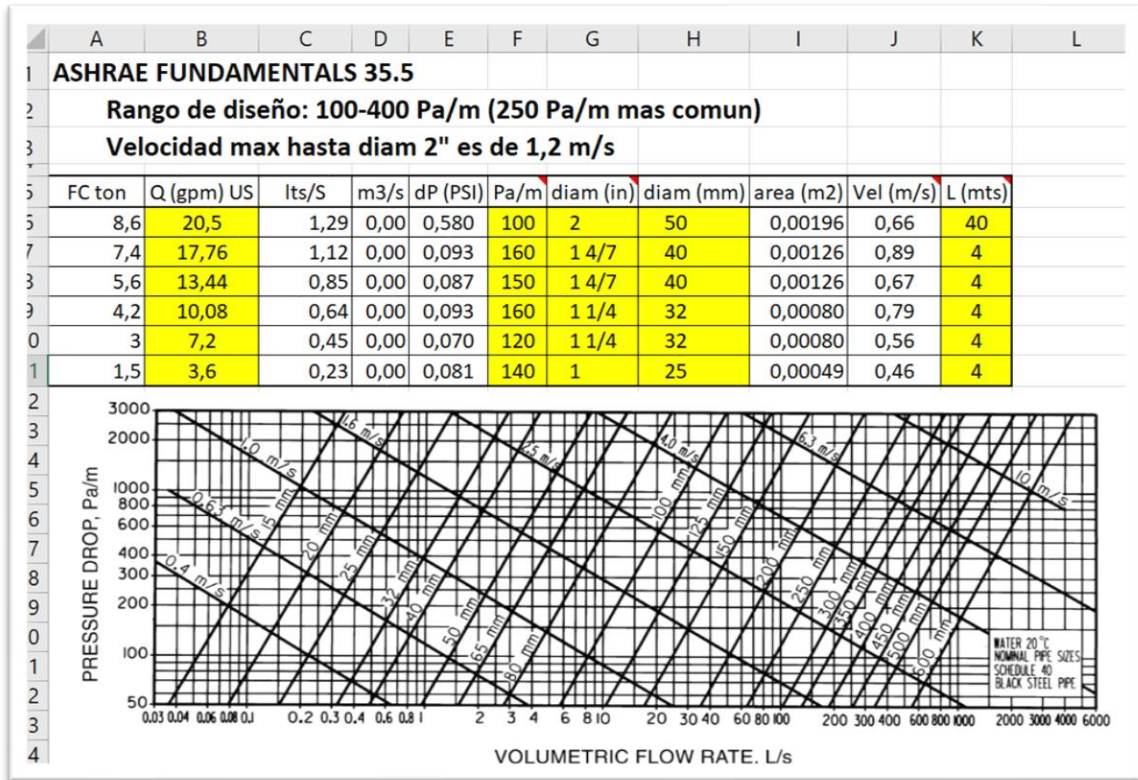 A B C D E F G H I J K L
1 ASHRAE FUNDAMENTALS 35.5
2 Rango de diseño: 100-400 Pa/m (250 Pa/m mas comun)
3 Velocidad max hasta diam 2" es de 1,2 m/s
5 FC ton Q (gpm) US lts/S m3/s dP (PSI) Pa/m diam (in) diam (mm) area (m2) Vel (m/s) L (mts)
6 8,6 20,5 1,29 0,00 0,580 100 2 50 0,00196 0,66 40
7 7,4 17,76 1,12 0,00 0,093 160 1 4/7 40 0,00126 0,89 4
8 5,6 13,44 0,85 0,00 0,087 150 1 4/7 40 0,00126 0,67 4
9 4,2 10,08 0,64 0,00 0,093 160 1 1/4 32 0,00080 0,79 4
0 3 7,2 0,45 0,00 0,070 120 1 1/4 32 0,00080 0,56 4
1 1,5 3,6 0,23 0,00 0,081 140 1 25 0,00049 0,46 4
2
3
4
5
6
7
8
9
0
1
2
3
4
PRESSURE DROP, Pa/m
3000
2000
1000
800
600
400
300
200
100
50
1.0 m/s 1.6 m/s 2.5 m/s 4.0 m/s 6.3 m/s 10 m/s
0.63 m/s
0.4 m/s
15 mm 20 mm 25 mm 32 mm 40 mm 50 mm 65 mm 80 mm 100 mm 125 mm 150 mm 200 mm 250 mm 300 mm 350 mm 400 mm 450 mm 500 mm 600 mm
WATER 20 °C
NOMINAL PIPE SIZES
SCHEDULE 40
BLACK STEEL PIPE
0.03 0.04 0.06 0.08 0.1 0.2 0.3 0.4 0.6 0.8 1 2 3 4 6 8 10 20 30 40 60 80 100 200 300 400 600 800 1000 2000 3000 4000 6000
VOLUMETRIC FLOW RATE. L/s